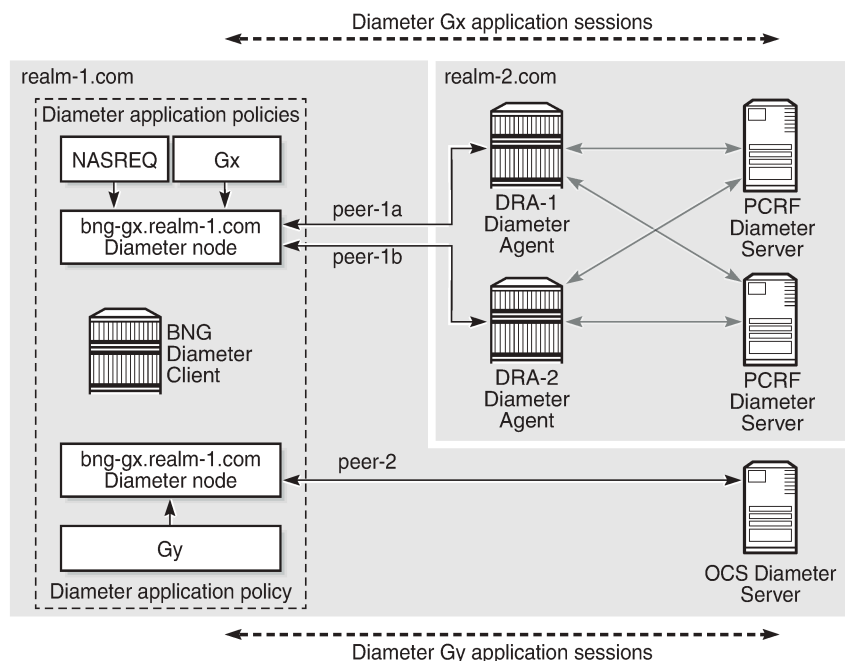 Diameter Gx application sessions
realm-1.com
realm-2.com
Diameter application policies
NASREQ
Gx
bng-gx.realm-1.com
Diameter node
peer-1a
peer-1b
DRA-1
Diameter
Agent
PCRF
Diameter
Server
BNG
Diameter
Client
DRA-2
Diameter
Agent
PCRF
Diameter
Server
bng-gx.realm-1.com
Diameter node
peer-2
Gy
Diameter application policy
OCS Diameter
Server
Diameter Gy application sessions